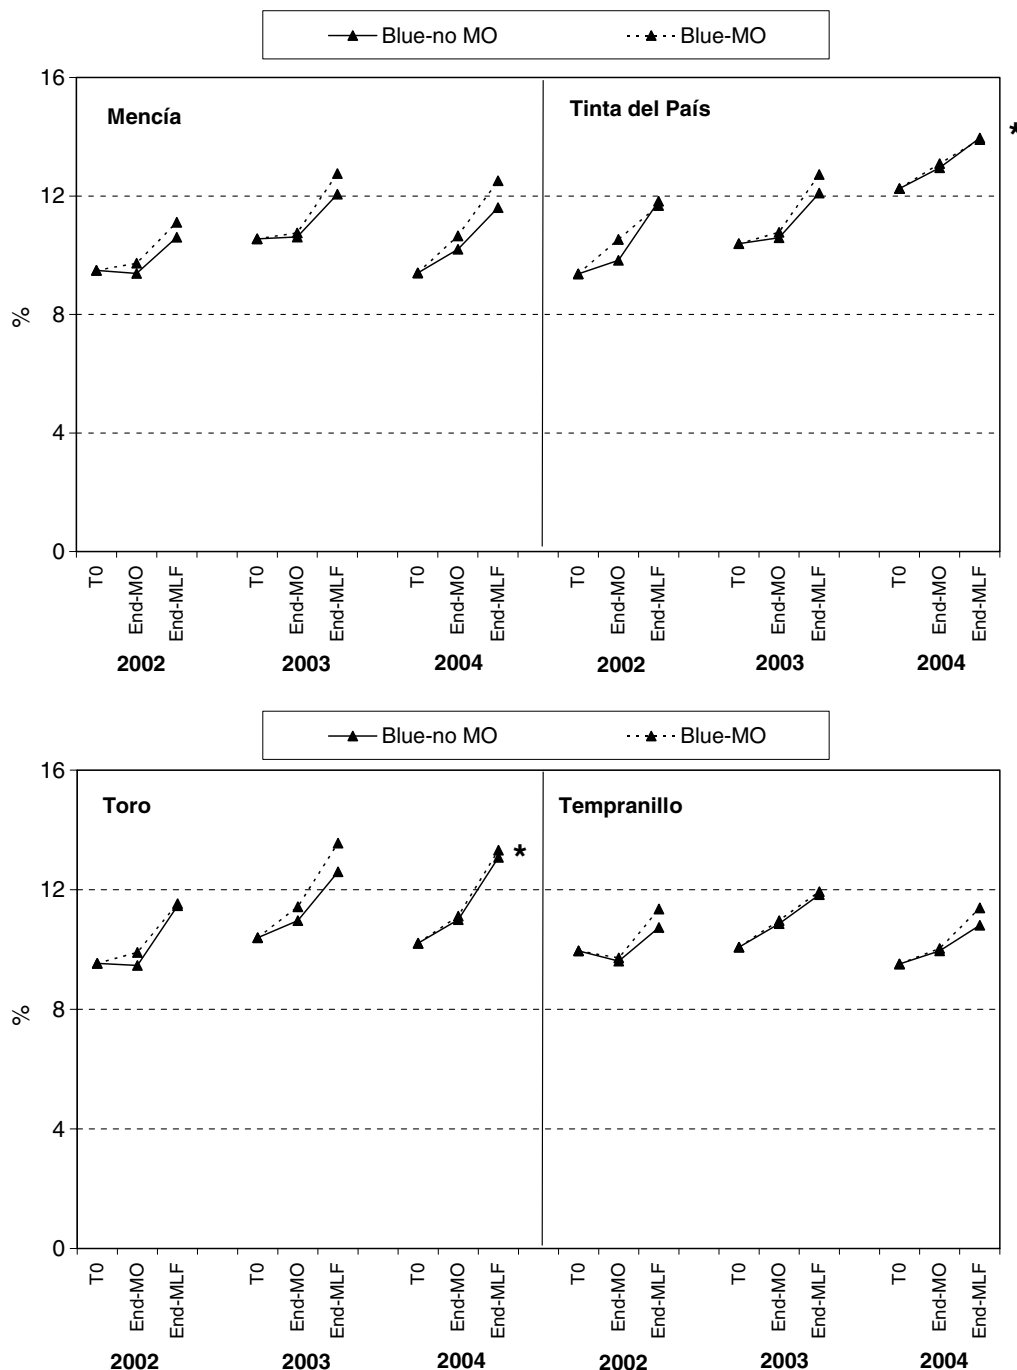 Blue-no MO Blue-MO
16
Mencía Tinta del País
*
12
8
%
4
0
T0 End-MO End-MLF T0 End-MO End-MLF T0 End-MO End-MLF T0 End-MO End-MLF T0 End-MO End-MLF T0 End-MO End-MLF
2002 2003 2004 2002 2003 2004
Blue-no MO Blue-MO
16
Toro Tempranillo
*
12
8
%
4
0
T0 End-MO End-MLF T0 End-MO End-MLF T0 End-MO End-MLF T0 End-MO End-MLF T0 End-MO End-MLF T0 End-MO End-MLF
2002 2003 2004 2002 2003 2004